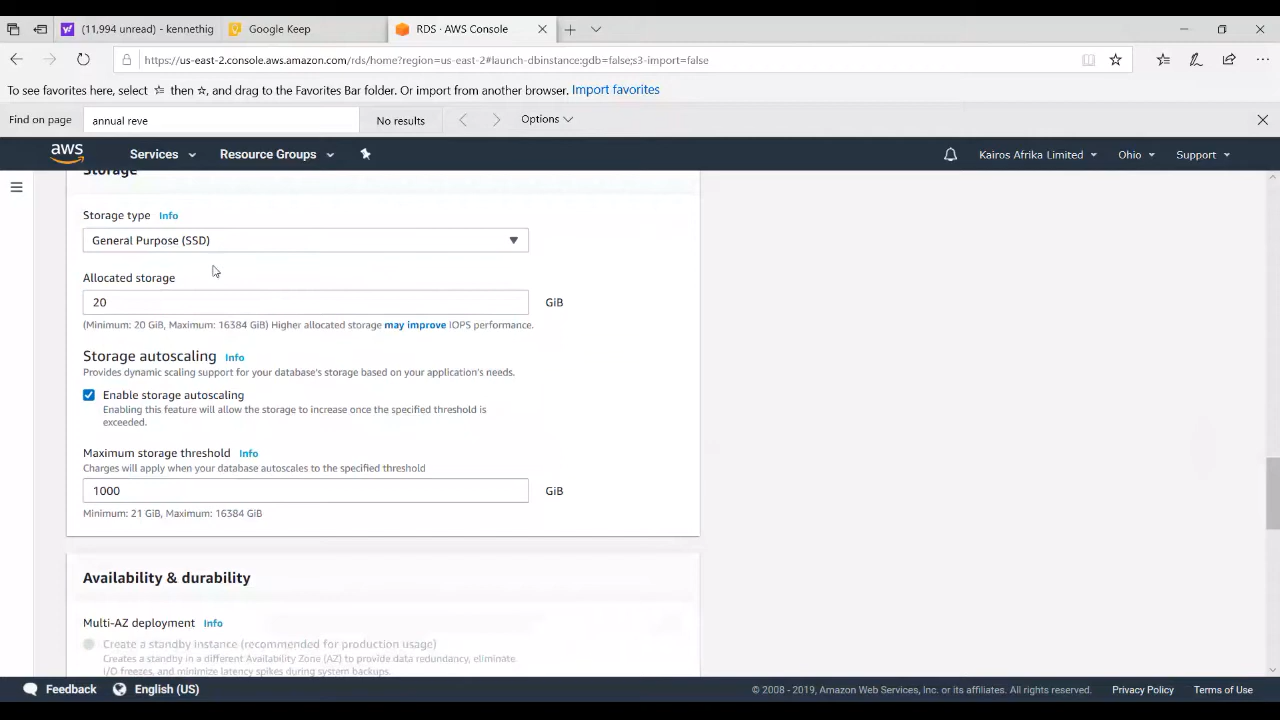 (11,994 unread) - kennethig
Google Keep
RDS · AWS Console
https://us-east-2.console.aws.amazon.com/rds/home?region=us-east-2#launch-dbinstance:gdb=false;s3-import=false
To see favorites here, select then , and drag to the Favorites Bar folder. Or import from another browser. Import favorites
Find on page annual reve No results Options
aws Services Resource Groups Kairos Afrika Limited Ohio Support
Storage
Storage type Info
General Purpose (SSD)
Allocated storage
20 GiB
(Minimum: 20 GiB, Maximum: 16384 GiB) Higher allocated storage may improve IOPS performance.
Storage autoscaling Info
Provides dynamic scaling support for your database's storage based on your application's needs.
Enable storage autoscaling
Enabling this feature will allow the storage to increase once the specified threshold is
exceeded.
Maximum storage threshold Info
Charges will apply when your database autoscales to the specified threshold
1000 GiB
Minimum: 21 GiB, Maximum: 16384 GiB
Availability & durability
Multi-AZ deployment Info
Create a standby instance (recommended for production usage)
Creates a standby in a different Availability Zone (AZ) to provide data redundancy, eliminate
I/O freezes, and minimize latency spikes during system backups.
Feedback English (US) © 2008 - 2019, Amazon Web Services, Inc. or its affiliates. All rights reserved. Privacy Policy Terms of Use